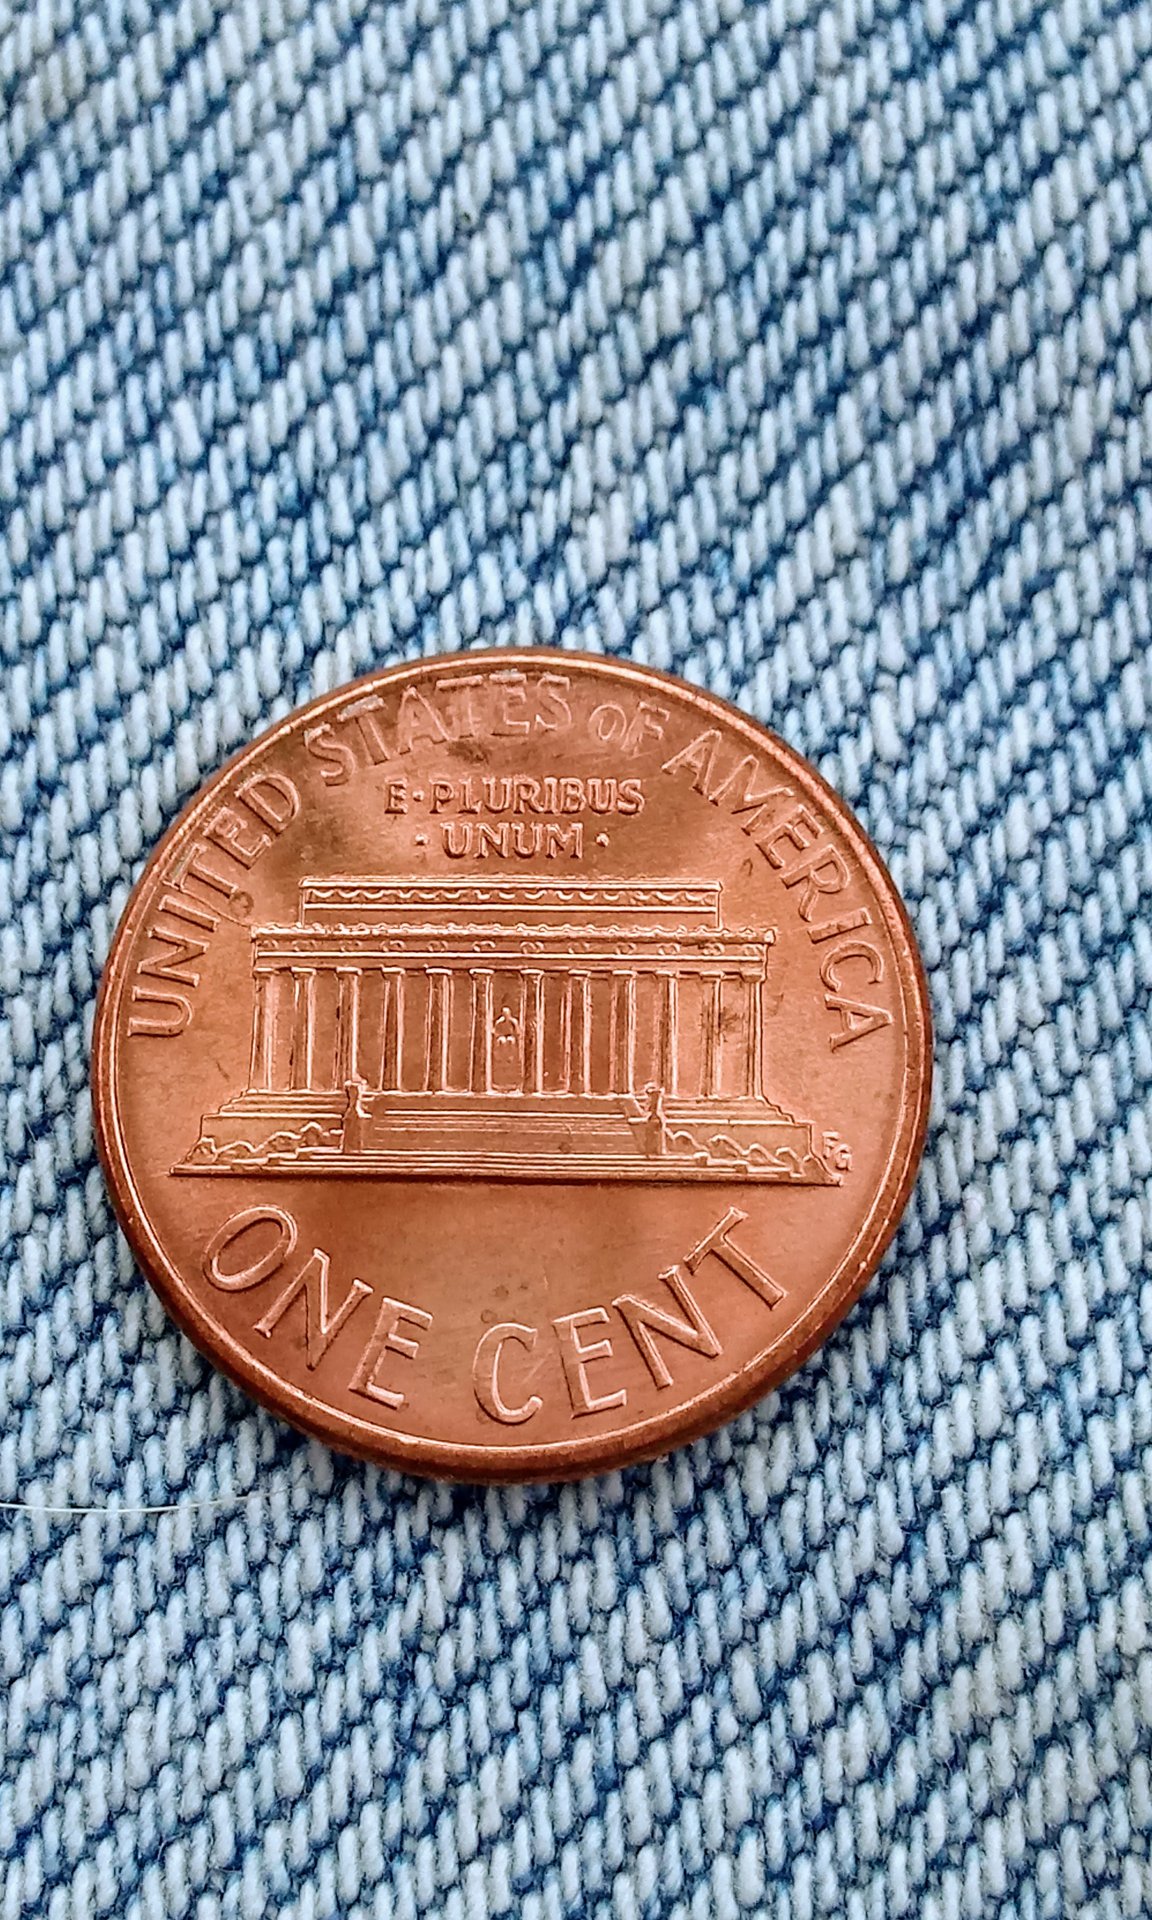 UNITED STATES OF AMERICA
E·PLURIBUS
·UNUM·
FG
ONE CENT